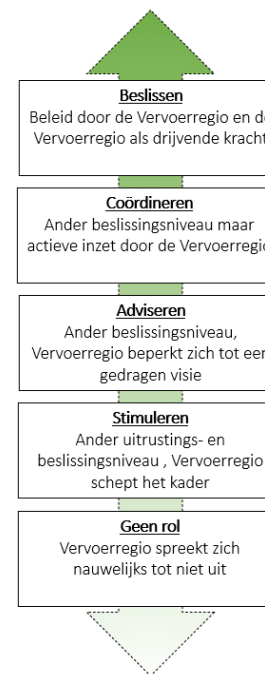 Beslissen
Beleid door de Vervoerregio en d
Vervoerregio als drijvende kracht
Coördineren
Ander beslissingsniveau maar
actieve inzet door de Vervoerregi
Adviseren
Ander beslissingsniveau,
Vervoerregio beperkt zich tot een
gedragen visie
Stimuleren
Ander uitrustings- en
beslissingsniveau , Vervoerregio
schept het kader
Geen rol
Vervoerregio spreekt zich
nauwelijks tot niet uit